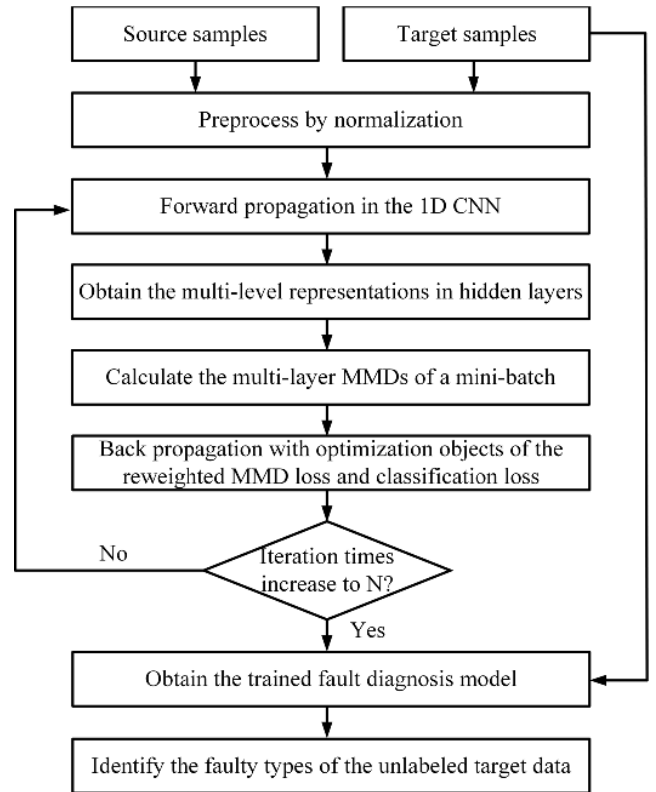 Source samples
Target samples
Preprocess by normalization
Forward propagation in the 1D CNN
Obtain the multi-level representations in hidden layers
Calculate the multi-layer MMDs of a mini-batch
Back propagation with optimization objects of the
reweighted MMD loss and classification loss
No
Iteration times
increase to N?
Yes
Obtain the trained fault diagnosis model
Identify the faulty types of the unlabeled target data